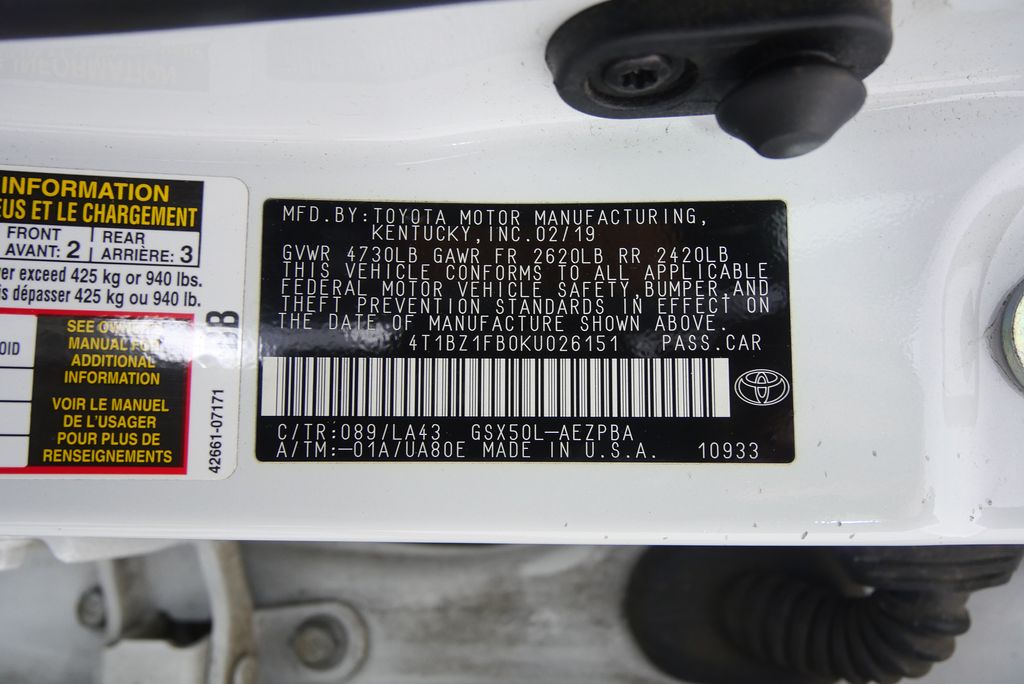 INFORMATION
EUS ET LE CHARGEMENT
FRONT
AVANT: 2
REAR
ARRIÈRE: 3
exceed 425 kg or 940 lbs.
dépasser 425 kg ou 940 lb.
SEE OWNER
MANUAL FOR
ADDITIONAL
INFORMATION
VOIR LE MANUEL
DE L'USAGER
POUR PLUS DE
RENSEIGNEMENTS
42661-07171
MFD.BY:TOYOTA MOTOR MANUFACTURING,
KENTUCKY,INC.02/19
GVWR 4730LB GAWR FR 2620LB RR 2420LB
THIS VEHICLE CONFORMS TO ALL APPLICABLE
FEDERAL MOTOR VEHICLE SAFETY,BUMPER,AND
THEFT PREVENTION STANDARDS IN EFFECT ON
THE DATE OF MANUFACTURE SHOWN ABOVE.
4T1BZ1FB0KU026151 PASS.CAR
C/TR:089/LA43 GSX50L-AEZPBA
A/TM:-01A/UA80E MADE IN U.S.A. 10933